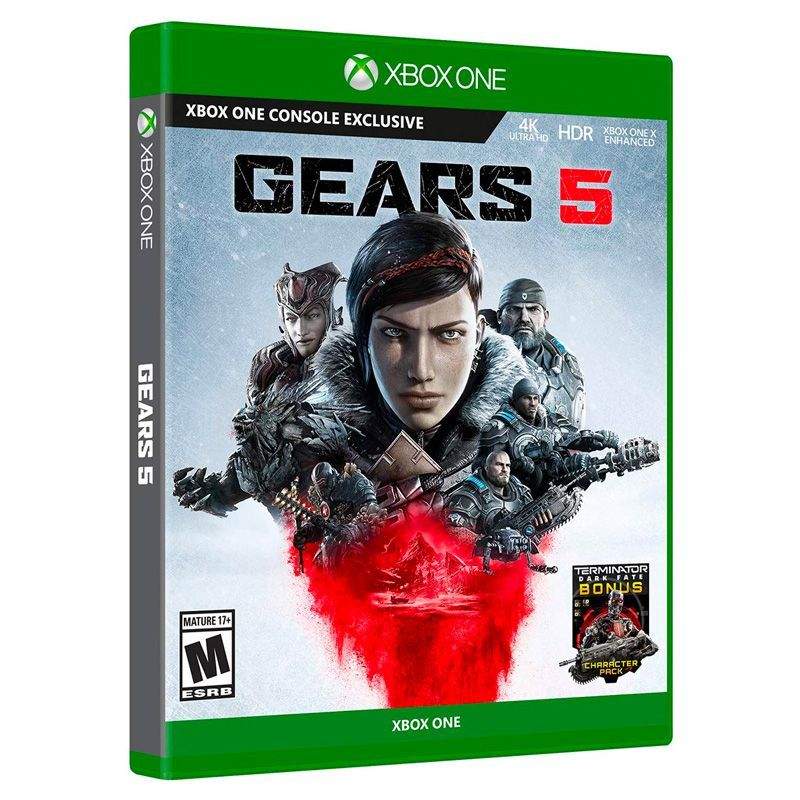 XBOX ONE
XBOX ONE CONSOLE EXCLUSIVE
4K
ULTRA HD
HDR
XBOX ONE X
ENHANCED
GEARS 5
XBOX ONE
GEARS 5
TERMINATOR
DARK FATE
BONUS
CHARACTER
PACK
MATURE 17+
M
ESRB
XBOX ONE